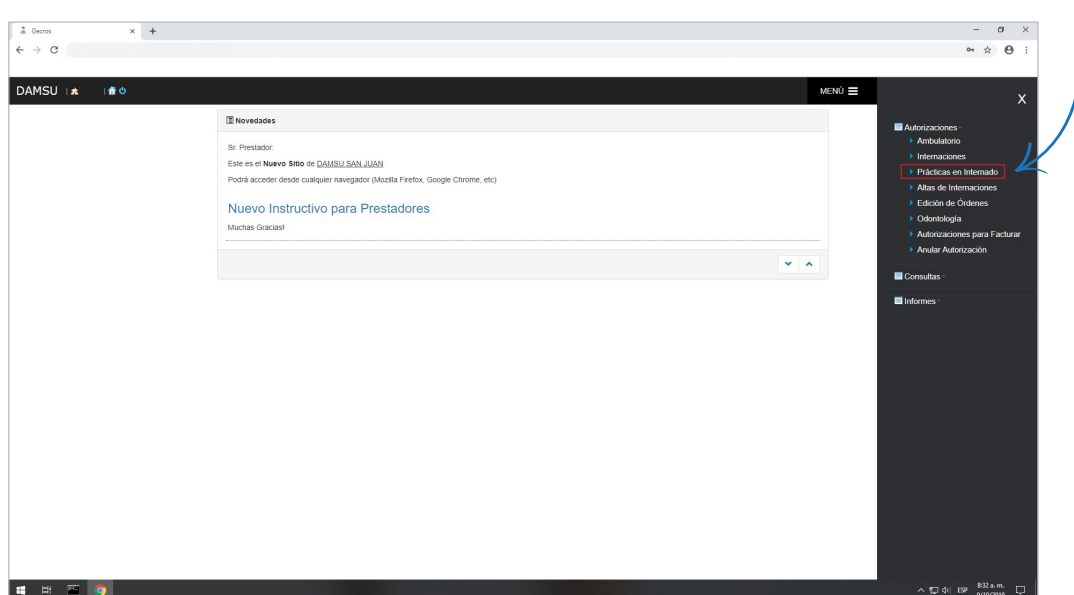 Gecros
DAMSU
MENÚ
X
Novedades
Sr. Prestador:
Este es el Nuevo Sitio de DAMSU SAN JUAN
Podrá acceder desde cualquier navegador (Mozilla Firefox, Google Chrome, etc)
Nuevo Instructivo para Prestadores
Muchas Gracias!
Autorizaciones
Ambulatorio
Internaciones
Prácticas en Internado
Altas de Internaciones
Edición de Órdenes
Odontología
Autorizaciones para Facturar
Anular Autorización
Consultas
Informes
ESP
8:32 a. m.